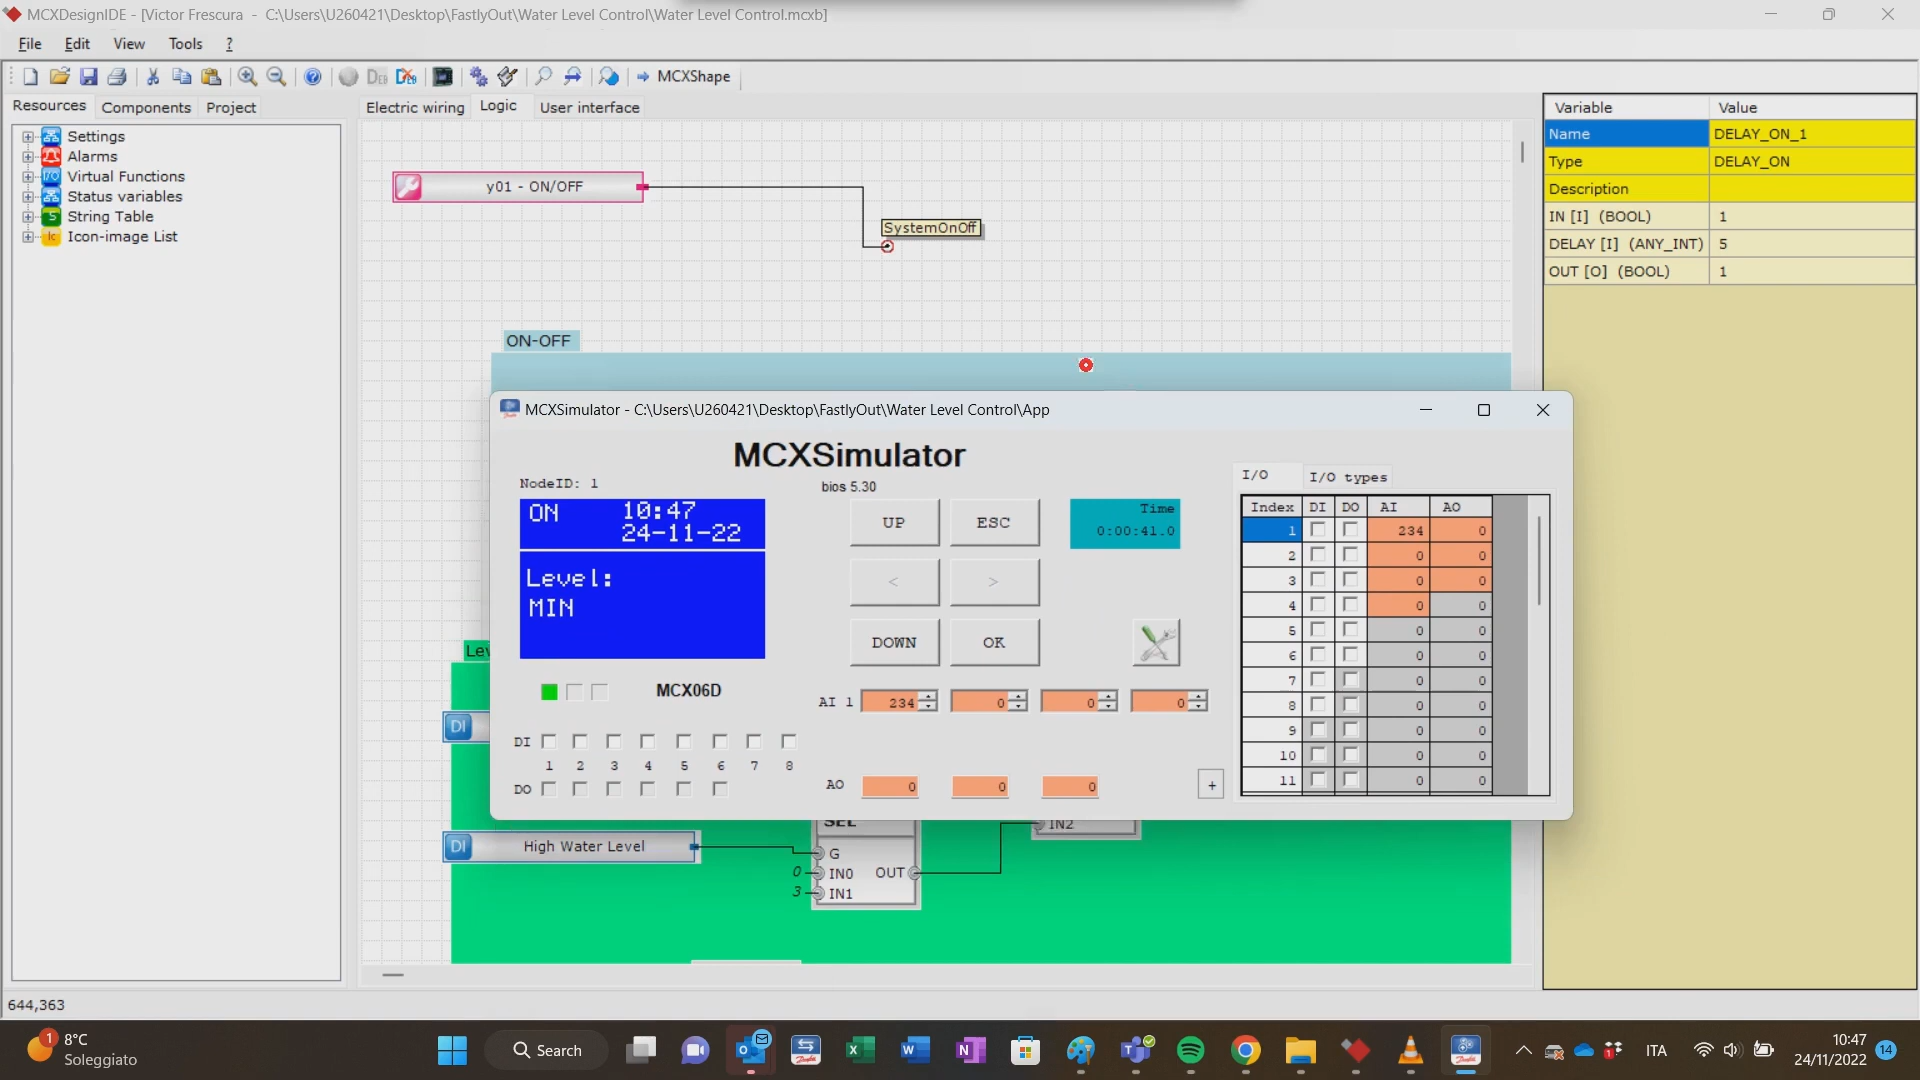 MCXDesignIDE - [Victor Frescura  -  C:\Users\U260421\Desktop\FastlyOut\Water Level Control\Water Level Control.mcxb]
File Edit View Tools ?
MCXShape
Resources Components Project
Electric wiring Logic User interface
Variable Value
Settings
Alarms
Virtual Functions
Status variables
String Table
Icon-image List
Name DELAY_ON_1
Type DELAY_ON
Description
IN [I] (BOOL) 1
DELAY [I] (ANY_INT) 5
OUT [O] (BOOL) 1
y01 - ON/OFF
SystemOnOff
ON-OFF
MCXSimulator - C:\Users\U260421\Desktop\FastlyOut\Water Level Control\App
MCXSimulator
NodeID: 1
bios 5.30
ON 10:47
24-11-22
Level:
MIN
UP ESC
< >
DOWN OK
Time
0:00:41.0
MCX06D
AI 1 234 0 0 0
DI
1 2 3 4 5 6 7 8
DO
AO 0 0 0
+
I/O I/O types
Index DI DO AI AO
1 234 0
2 0 0
3 0 0
4 0 0
5 0 0
6 0 0
7 0 0
8 0 0
9 0 0
10 0 0
11 0 0
Lev
DI
SEL
IN2
DI High Water Level
G
0 IN0 OUT
3 IN1
644,363
1 8°C
Soleggiato
Search
ITA
10:47
24/11/2022
14